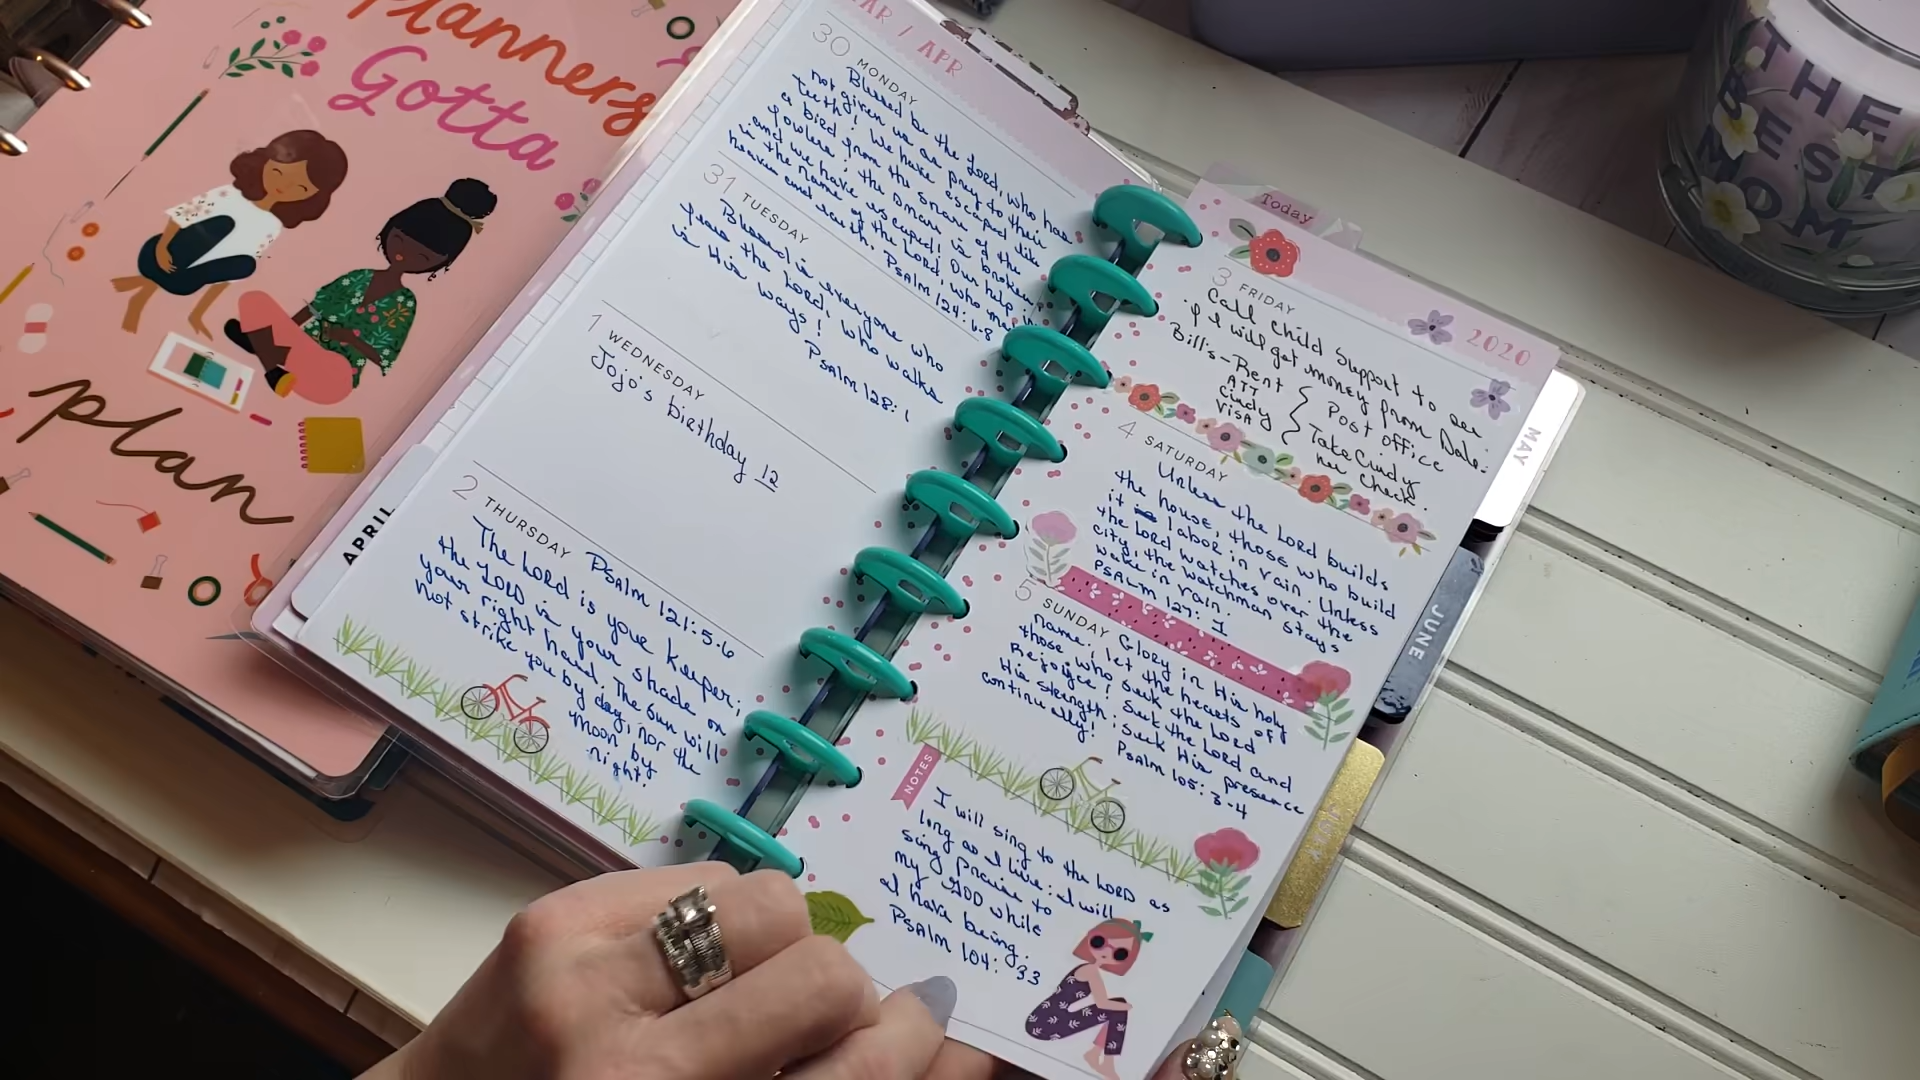 Planners
Gotta
plan
APRIL
MAR / APR
30 MONDAY
Blessed be the Lord, who has
not given us as prey to their
teeth! We have escaped like
a bird from the snare of the
fowlers; the snare is broken,
and we have escaped! Our help is
in the name of the Lord, who made
heaven and earth. Psalm 124:6-8
31 TUESDAY
Blessed is everyone who
fears the Lord, who walks
in His ways!
Psalm 128:1
1 WEDNESDAY
Jojo's birthday 12
2 THURSDAY
Psalm 121:5-6
The Lord is your keeper;
the LORD is your shade on
your right hand. The sun will
not strike you by day, nor the
moon by
night!
Today
2020
3 FRIDAY
Call Child Support to see
if I will get money from Dale.
Bill's-Rent
ATT
Cindy
VISA
Post office
Take Cindy
her check.
4 SATURDAY
Unless the Lord builds
the house, those who build
it labor in vain. Unless
the Lord watches over the
city, the watchman stays
wake in vain.
PSALM 127:1
5 SUNDAY
Glory in His holy
name; let the hearts of
those who seek the Lord
Rejoyce! Seek the Lord and
His strength; Seek His presence
continually!
Psalm 105:3-4
NOTES
I will sing to the LORD as
long as I live: I will
sing praise to
my GOD while
I have being.
PSALM 104:33
MAY
JUNE
THE
BEST
MOM